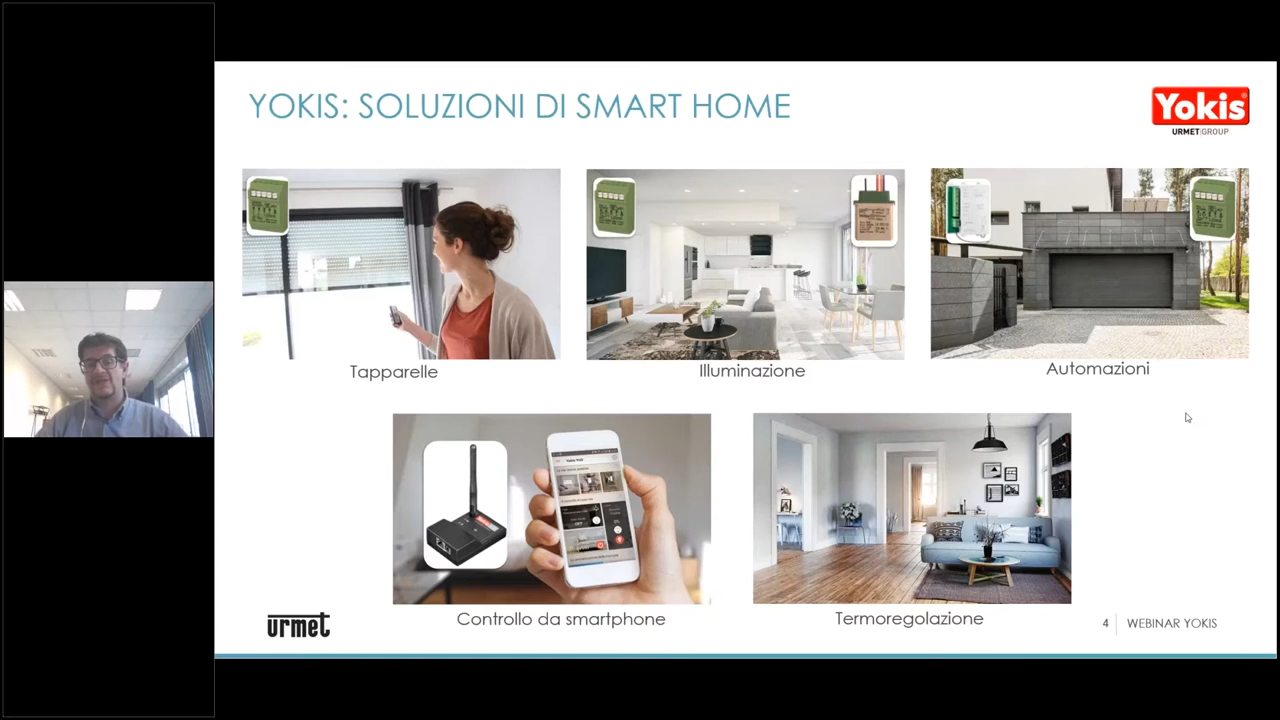 YOKIS: SOLUZIONI DI SMART HOME
Yokis
URMET|GROUP
Tapparelle
Illuminazione
Automazioni
Controllo da smartphone
Termoregolazione
urmet
4
WEBINAR YOKIS